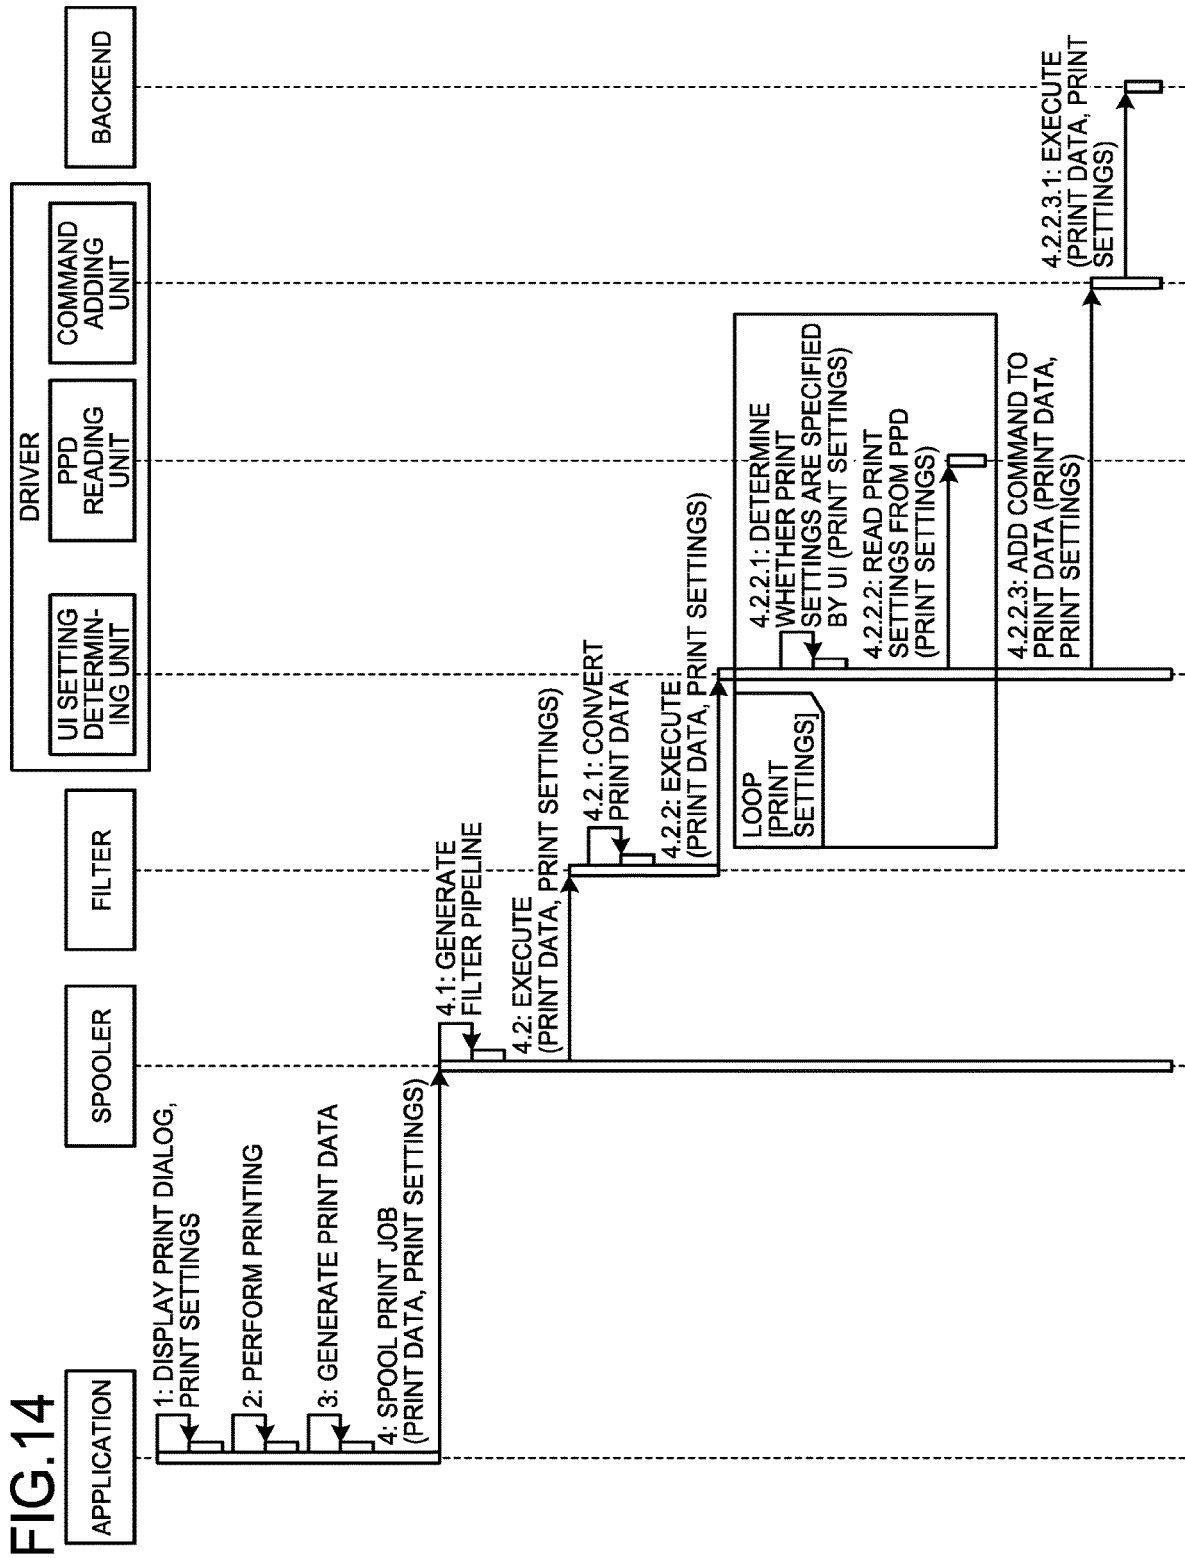 FIG.14
APPLICATION
SPOOLER
FILTER
DRIVER
UI SETTING
DETERMIN-
ING UNIT
PPD
READING
UNIT
COMMAND
ADDING
UNIT
BACKEND
1: DISPLAY PRINT DIALOG,
PRINT SETTINGS
2: PERFORM PRINTING
3: GENERATE PRINT DATA
4: SPOOL PRINT JOB
(PRINT DATA, PRINT SETTINGS)
4.1: GENERATE
FILTER PIPELINE
4.2: EXECUTE
(PRINT DATA, PRINT SETTINGS)
4.2.1: CONVERT
PRINT DATA
4.2.2: EXECUTE
(PRINT DATA, PRINT SETTINGS)
LOOP
[PRINT
SETTINGS]
4.2.2.1: DETERMINE
WHETHER PRINT
SETTINGS ARE SPECIFIED
BY UI (PRINT SETTINGS)
4.2.2.2: READ PRINT
SETTINGS FROM PPD
(PRINT SETTINGS)
4.2.2.3: ADD COMMAND TO
PRINT DATA (PRINT DATA,
PRINT SETTINGS)
4.2.2.3.1: EXECUTE
(PRINT DATA, PRINT
SETTINGS)